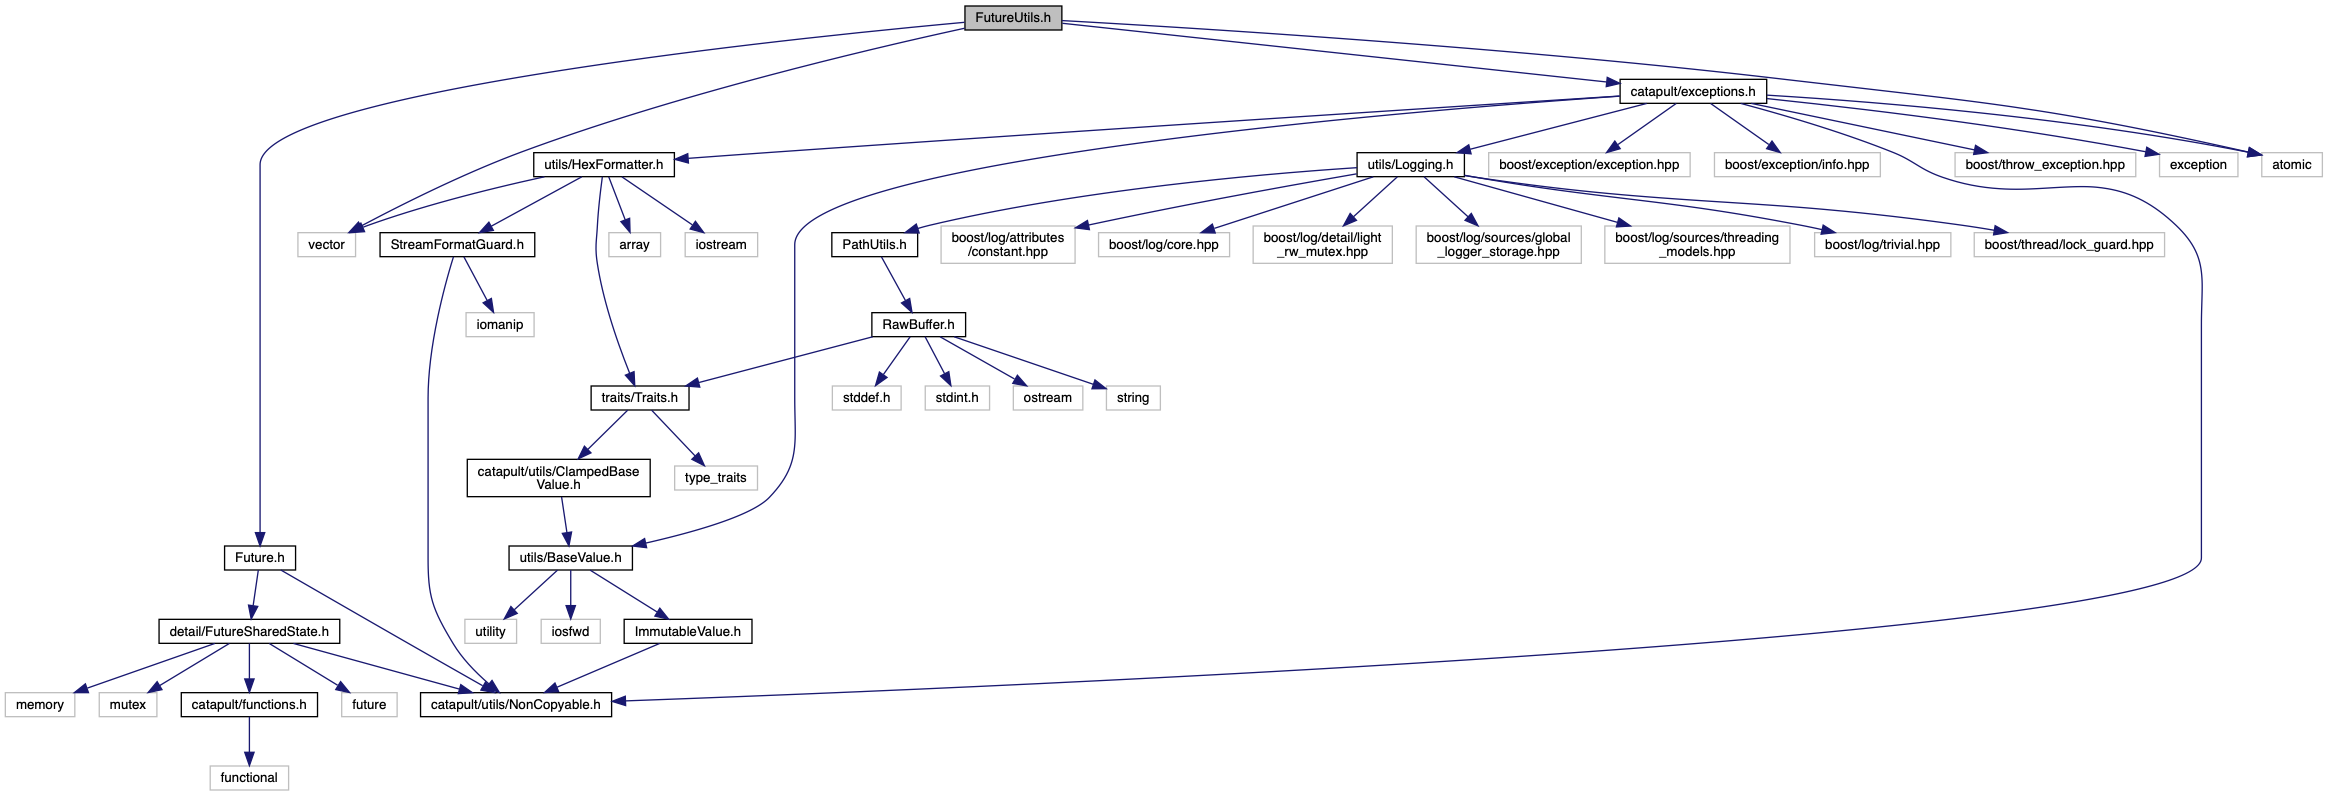 FutureUtils.h
catapult/exceptions.h
utils/HexFormatter.h
utils/Logging.h
boost/exception/exception.hpp
boost/exception/info.hpp
boost/throw_exception.hpp
exception
atomic
vector
StreamFormatGuard.h
array
iostream
PathUtils.h
boost/log/attributes
/constant.hpp
boost/log/core.hpp
boost/log/detail/light
_rw_mutex.hpp
boost/log/sources/global
_logger_storage.hpp
boost/log/sources/threading
_models.hpp
boost/log/trivial.hpp
boost/thread/lock_guard.hpp
iomanip
RawBuffer.h
traits/Traits.h
stddef.h
stdint.h
ostream
string
catapult/utils/ClampedBase
Value.h
type_traits
Future.h
utils/BaseValue.h
detail/FutureSharedState.h
utility
iosfwd
ImmutableValue.h
memory
mutex
catapult/functions.h
future
catapult/utils/NonCopyable.h
functional